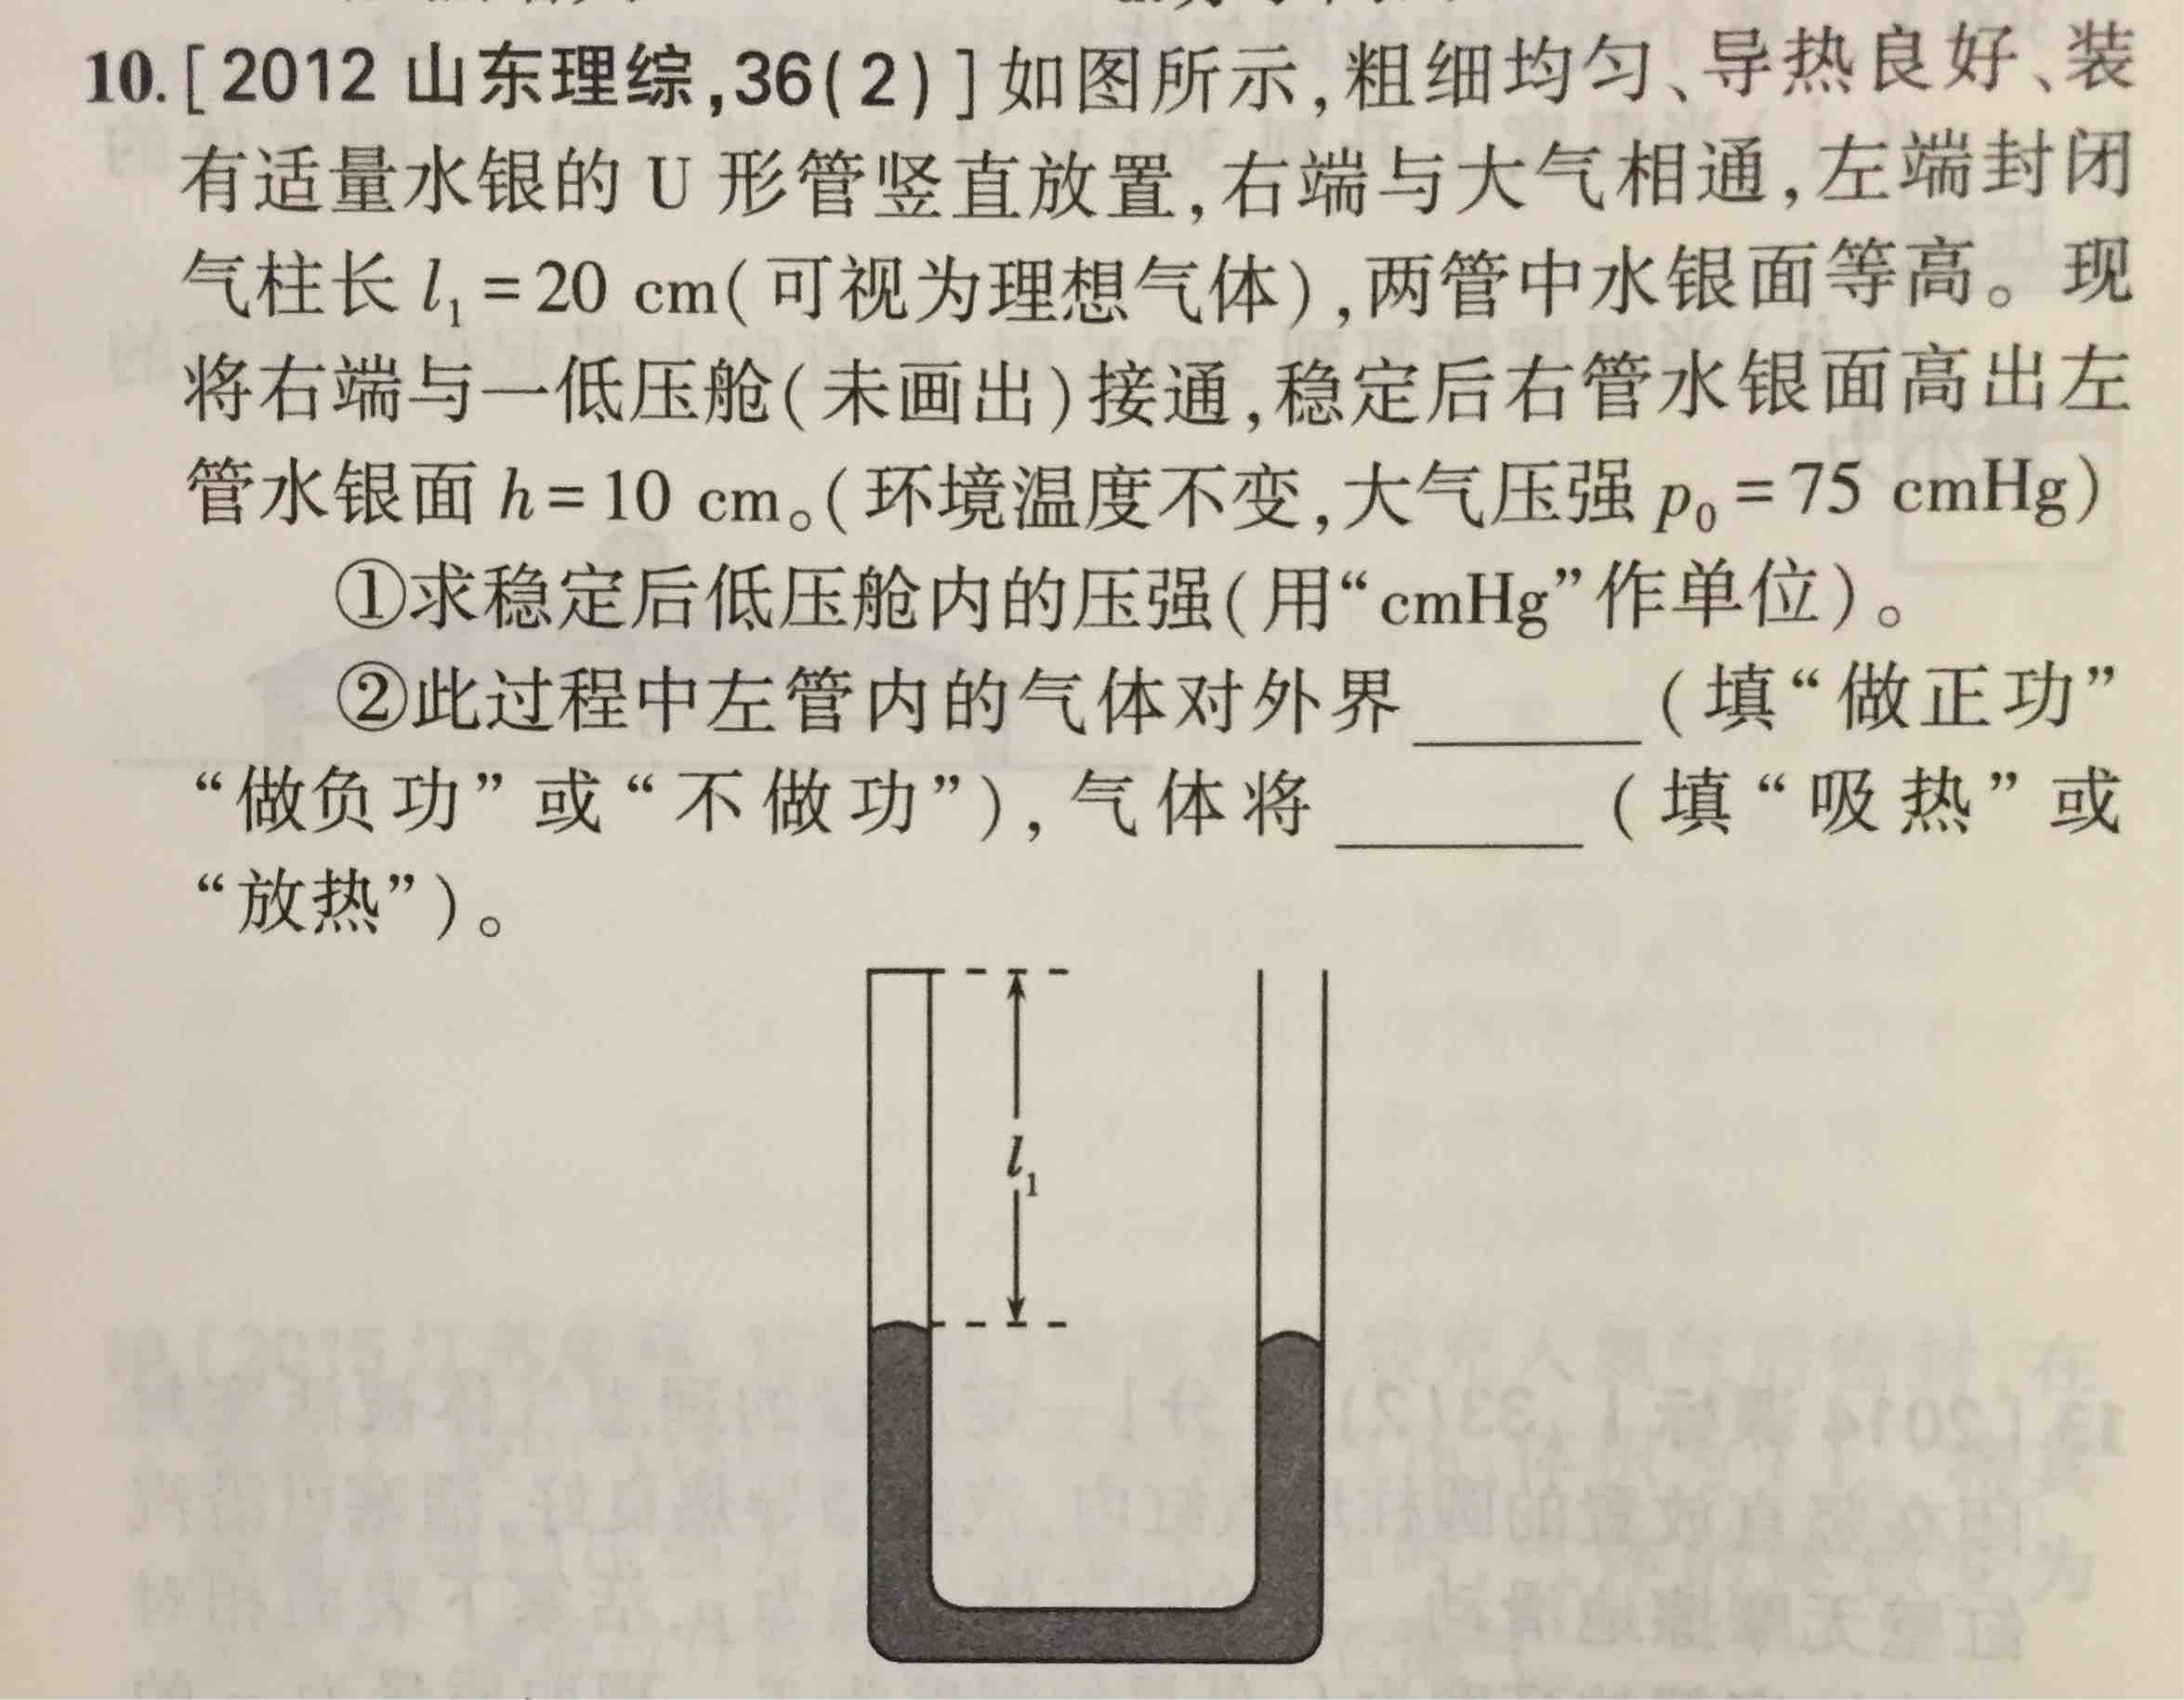 10.[2012 山东理综,36(2)]如图所示,粗细均匀、导热良好、装
有适量水银的 U 形管竖直放置,右端与大气相通,左端封闭
气柱长 l₁=20 cm(可视为理想气体),两管中水银面等高。现
将右端与一低压舱(未画出)接通,稳定后右管水银面高出左
管水银面 h=10 cm。(环境温度不变,大气压强 p₀=75 cmHg)
①求稳定后低压舱内的压强(用“cmHg”作单位)。
②此过程中左管内的气体对外界______(填“做正功”
“做负功”或“不做功”),气体将______(填“吸热”或
“放热”)。
l₁